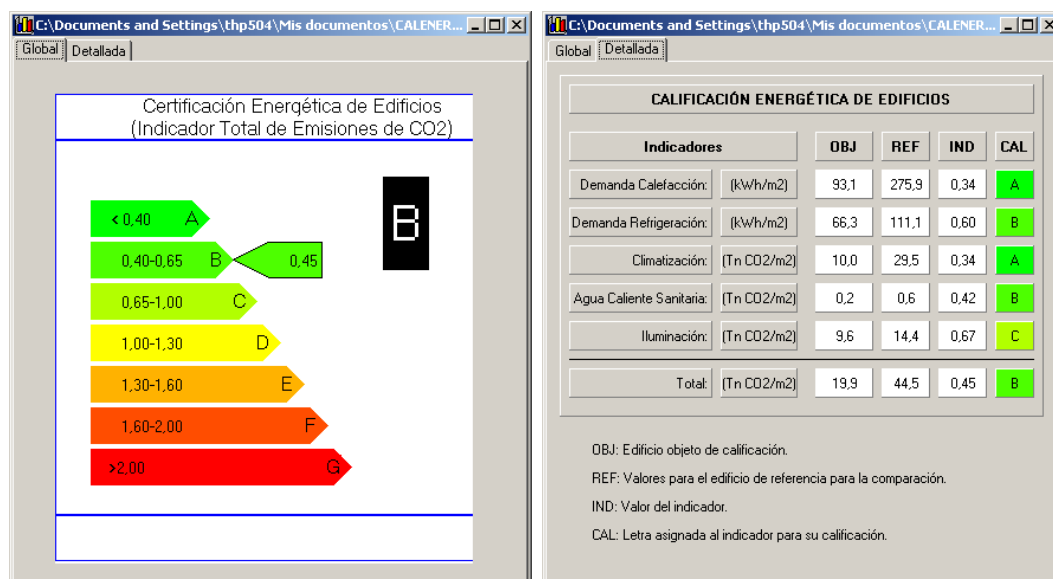 C:\Documents and Settings\thp504\Mis documentos\CALENER...
Global Detallada
Certificación Energética de Edificios
(Indicador Total de Emisiones de CO2)
B
< 0,40 A
0,40-0,65 B 0,45
0,65-1,00 C
1,00-1,30 D
1,30-1,60 E
1,60-2,00 F
>2,00 G
C:\Documents and Settings\thp504\Mis documentos\CALENER...
Global Detallada
CALIFICACIÓN ENERGÉTICA DE EDIFICIOS
Indicadores OBJ REF IND CAL
Demanda Calefacción: (kWh/m2) 93,1 275,9 0,34 A
Demanda Refrigeración: (kWh/m2) 66,3 111,1 0,60 B
Climatización: (Tn CO2/m2) 10,0 29,5 0,34 A
Agua Caliente Sanitaria: (Tn CO2/m2) 0,2 0,6 0,42 B
Iluminación: (Tn CO2/m2) 9,6 14,4 0,67 C
Total: (Tn CO2/m2) 19,9 44,5 0,45 B
OBJ: Edificio objeto de calificación.
REF: Valores para el edificio de referencia para la comparación.
IND: Valor del indicador.
CAL: Letra asignada al indicador para su calificación.